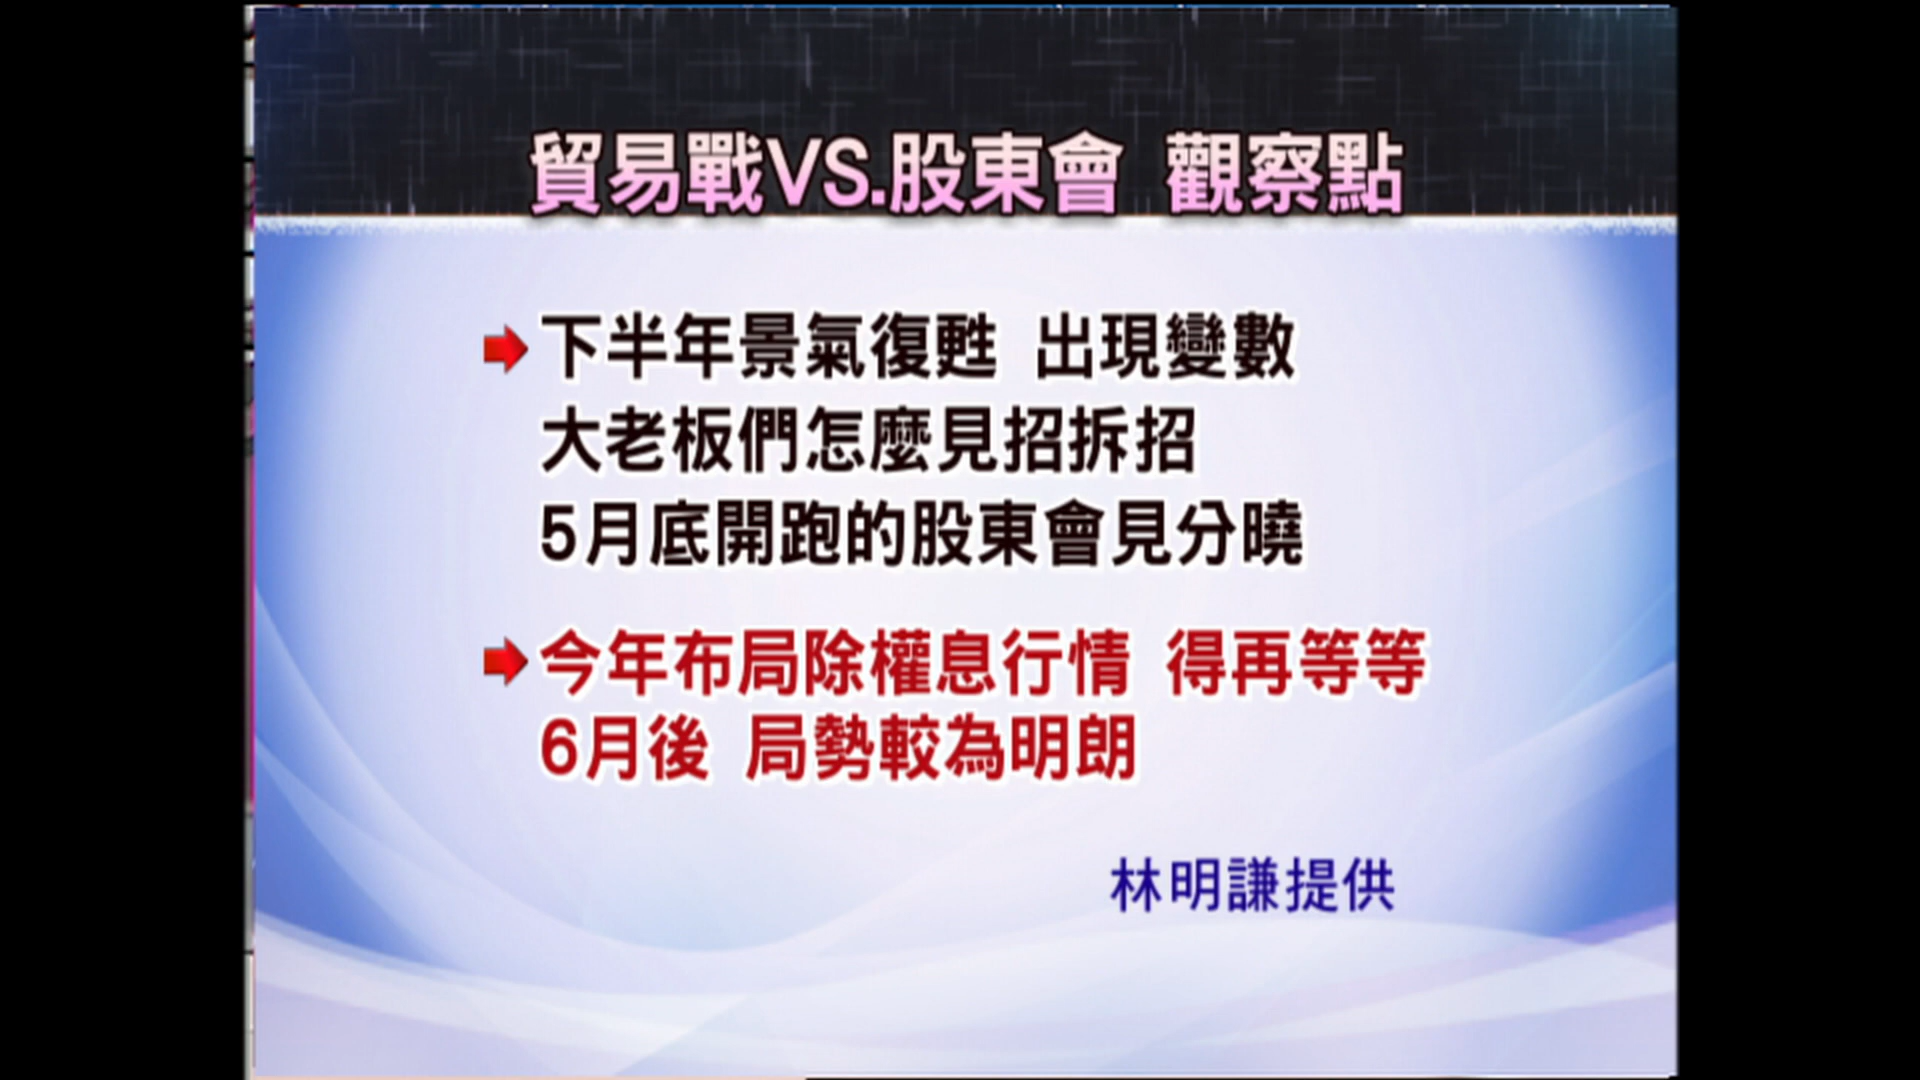 貿易戰VS.股東會 觀察點
下半年景氣復甦 出現變數
大老板們怎麼見招拆招
5月底開跑的股東會見分曉
今年布局除權息行情 得再等等
6月後 局勢較為明朗
林明謙提供